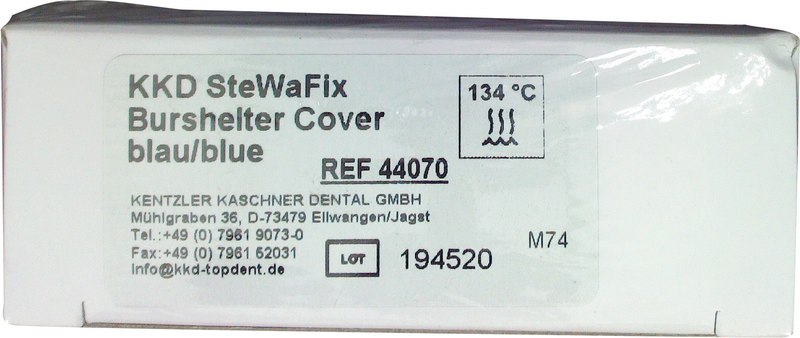 KKD SteWaFix
Burshelter Cover
blau/blue
REF 44070
134 °C
KENTZLER KASCHNER DENTAL GMBH
Mühlgraben 36, D-73479 Ellwangen/Jagst
Tel.:+49 (0) 7961 9073-0
Fax:+49 (0) 7961 52031
info@kkd-topdent.de
LOT 194520
M74